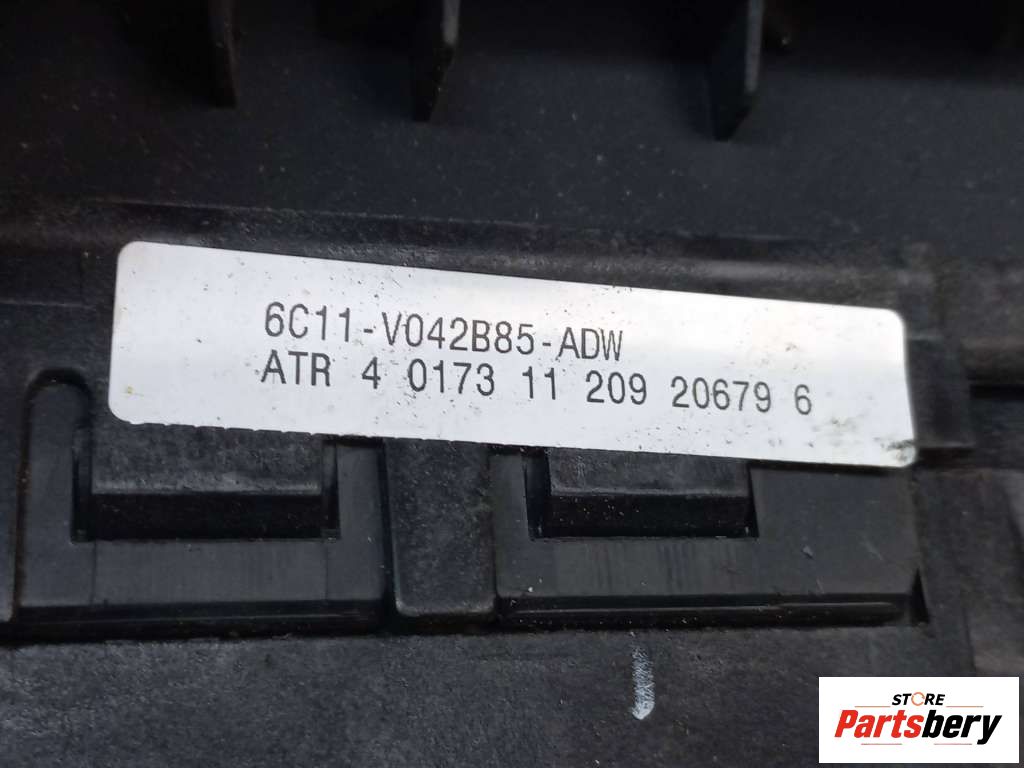 6C11-V042B85-ADW
ATR 4 0173 11 209 20679 6
STORE
Partsbery